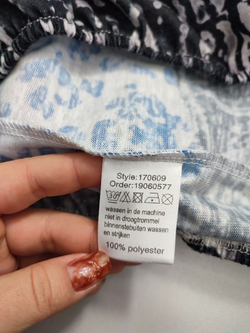 Style:170609
Order:19060577
wassen in de machine
niet in droogtrommel
binnenstebuiten wassen
en strijken
100% polyester